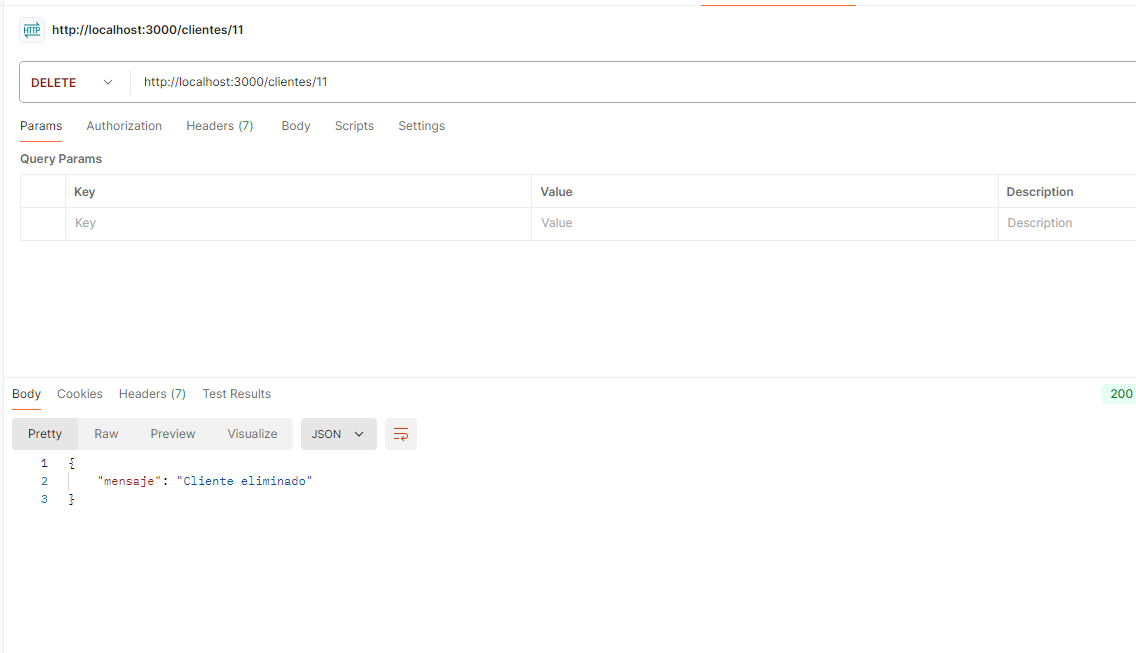 HTTP http://localhost:3000/clientes/11
DELETE http://localhost:3000/clientes/11
Params Authorization Headers (7) Body Scripts Settings
Query Params
Key Value Description
Key Value Description
Body Cookies Headers (7) Test Results 200
Pretty Raw Preview Visualize JSON
1 {
2 "mensaje": "Cliente eliminado"
3 }